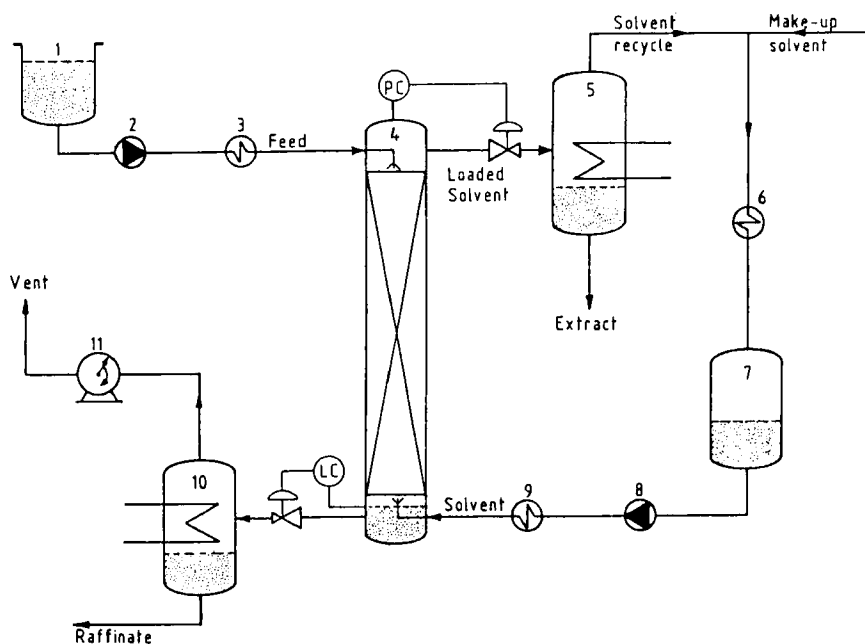 1
2
3
Feed
PC
4
Loaded
Solvent
5
Solvent
recycle
Make-up
solvent
6
Extract
7
Vent
11
10
LC
Solvent
9
8
Raffinate